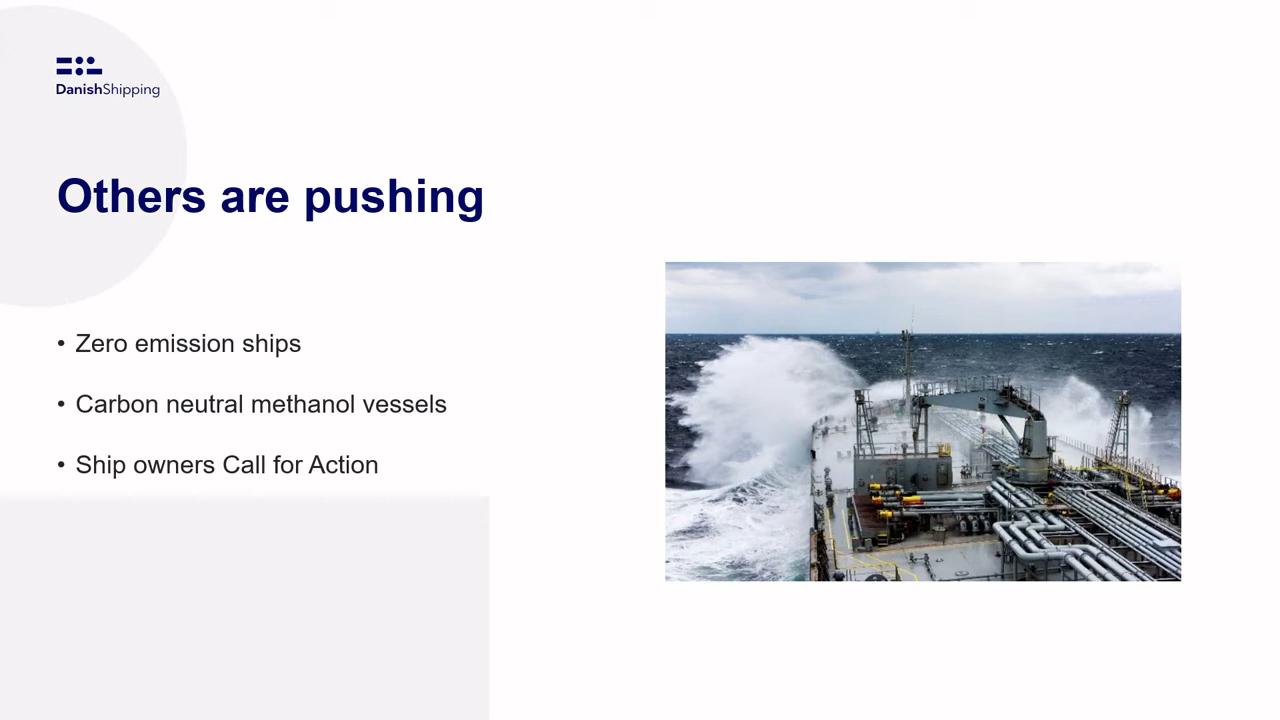 DanishShipping
Others are pushing
• Zero emission ships
• Carbon neutral methanol vessels
• Ship owners Call for Action